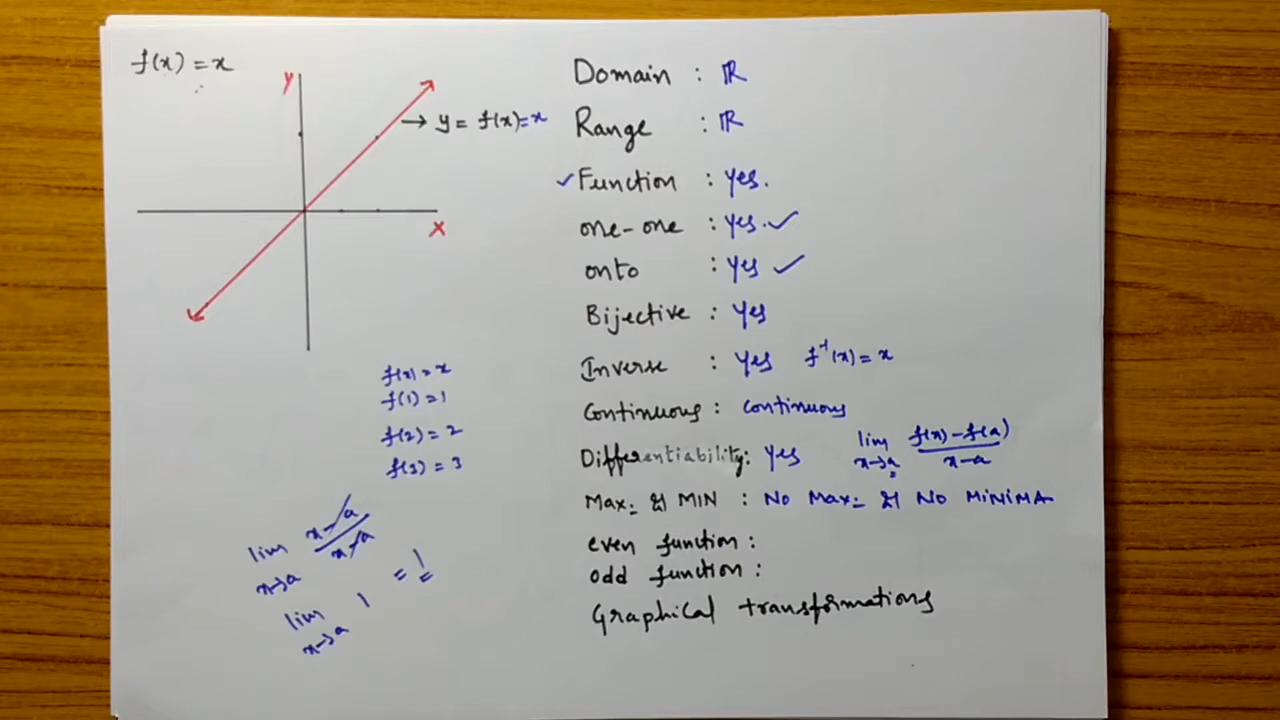 f(x) = x
y
→ y = f(x)=x
x
f(x) = x
f(1) = 1
f(2) = 2
f(3) = 3
lim x→a x-a/x-a
lim x→a 1 = 1
Domain : ℝ
Range : ℝ
✓Function : yes.
one-one : yes.✓
onto : yes ✓
Bijective : yes
Inverse : yes f⁻¹(x) = x
Continuous : continuous
Differentiability : yes lim x→a f(x)-f(a)/x-a
Max. & MIN : No Max. & No MINIMA
even function :
odd function :
Graphical transformations